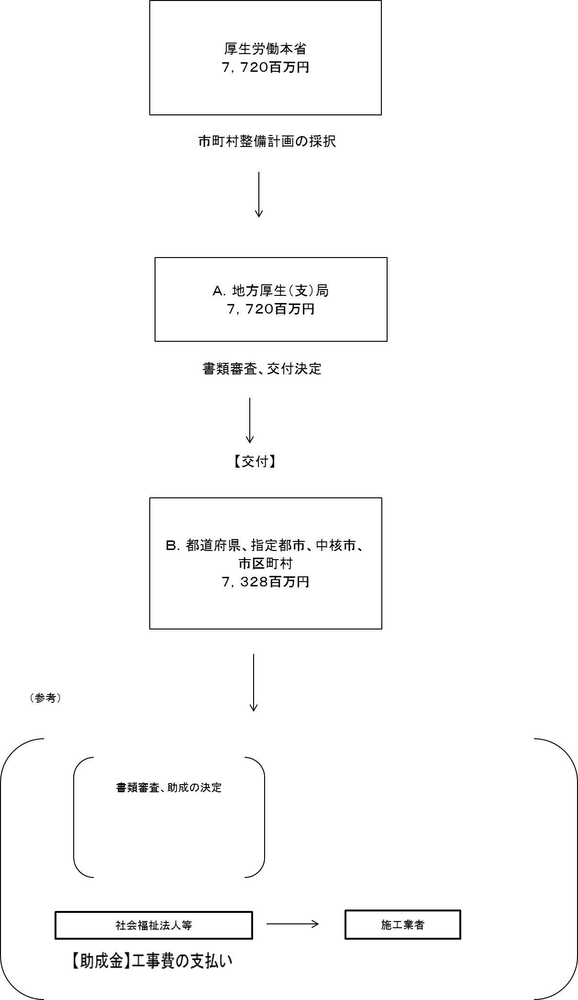 厚生労働本省
７，７２０百万円
市町村整備計画の採択
Ａ．地方厚生（支）局
７，７２０百万円
書類審査、交付決定
【交付】
Ｂ．都道府県、指定都市、中核市、
市区町村
７，３２８百万円
（参考）
書類審査、助成の決定
社会福祉法人等
施工業者
【助成金】工事費の支払い